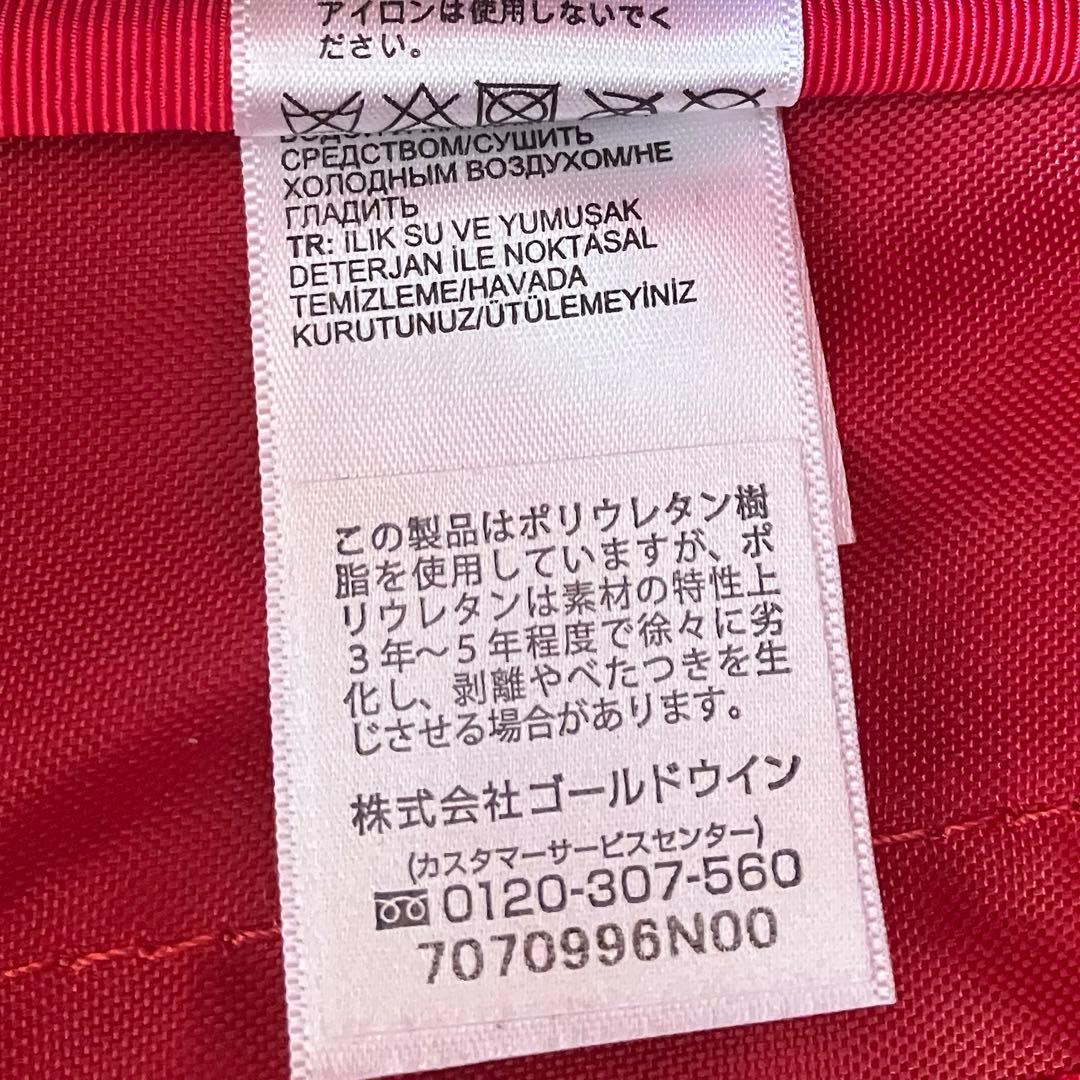 アイロンは使用しないでく
ださい。
СРЕДСТВОМ/СУШИТЬ
ХОЛОДНЫМ ВОЗДУХОМ/НЕ
ГЛАДИТЬ
TR: ILIK SU VE YUMUŞAK
DETERJAN İLE NOKTASAL
TEMİZLEME/HAVADA
KURUTUNUZ/ÜTÜLEMEYİNİZ
この製品はポリウレタン樹
脂を使用していますが、ポ
リウレタンは素材の特性上
3年～5年程度で徐々に劣
化し、剥離やべたつきを生
じさせる場合があります。
株式会社ゴールドウイン
(カスタマーサービスセンター)
0120-307-560
7070996N00